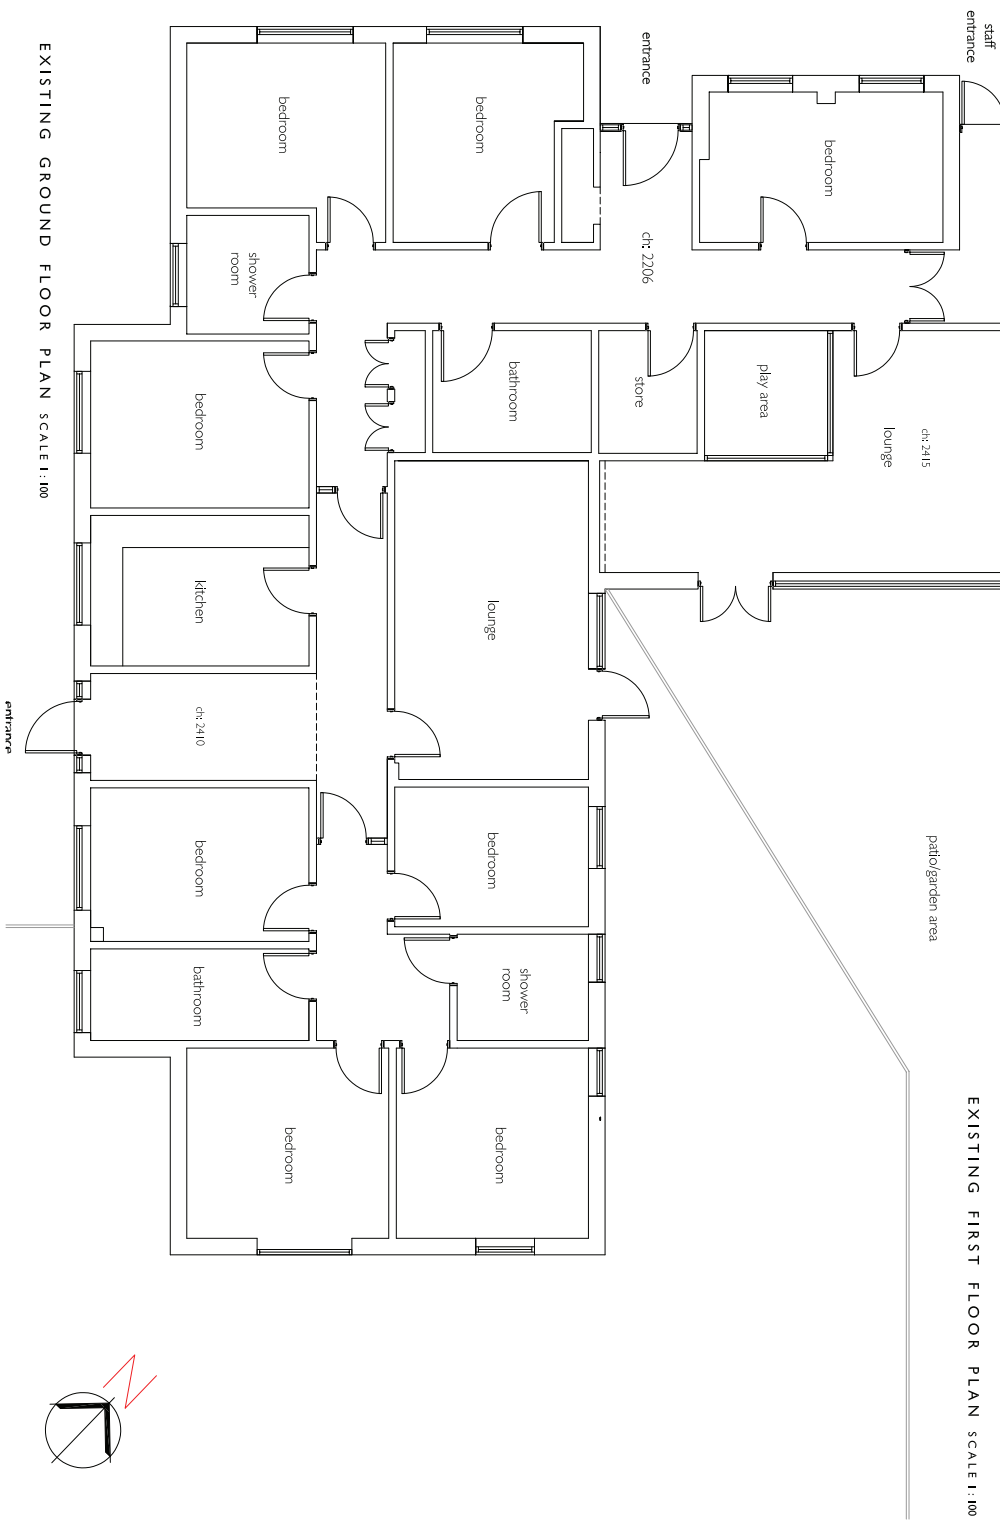 staff
entrance
entrance
EXISTING GROUND FLOOR PLAN SCALE 1:100
bedroom
bedroom
bedroom
shower
room
ch: 2206
bedroom
bathroom
store
play area
ch: 2415
lounge
kitchen
lounge
ch: 2410
entrance
bedroom
bedroom
patio/garden area
bathroom
shower
room
bedroom
bedroom
EXISTING FIRST FLOOR PLAN SCALE 1:100
N